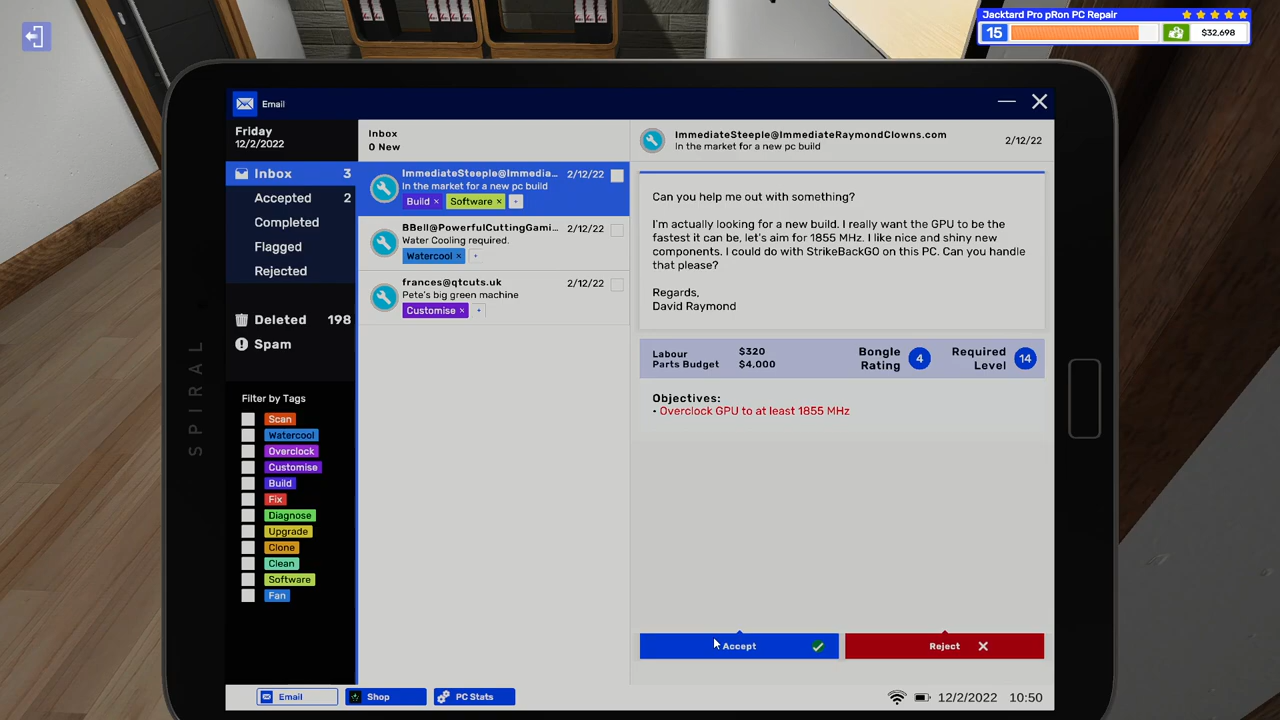 Jacktard Pro pRon PC Repair
15
$32,698
Email
Friday
12/2/2022
Inbox 3
Accepted 2
Completed
Flagged
Rejected
Deleted 198
Spam
Filter by Tags
Scan
Watercool
Overclock
Customise
Build
Fix
Diagnose
Upgrade
Clone
Clean
Software
Fan
Inbox
0 New
ImmediateSteeple@Immedia... 2/12/22
In the market for a new pc build
Build × Software × +
BBell@PowerfulCuttingGami... 2/12/22
Water Cooling required.
Watercool × +
frances@qtcuts.uk 2/12/22
Pete's big green machine
Customise × +
ImmediateSteeple@ImmediateRaymondClowns.com
In the market for a new pc build
2/12/22
Can you help me out with something?
I'm actually looking for a new build. I really want the GPU to be the
fastest it can be, let's aim for 1855 MHz. I like nice and shiny new
components. I could do with StrikeBackGO on this PC. Can you handle
that please?
Regards,
David Raymond
Labour $320
Parts Budget $4,000
Bongle
Rating 4
Required
Level 14
Objectives:
• Overclock GPU to at least 1855 MHz
Accept
Reject
SPIRAL
Email
Shop
PC Stats
12/2/2022 10:50